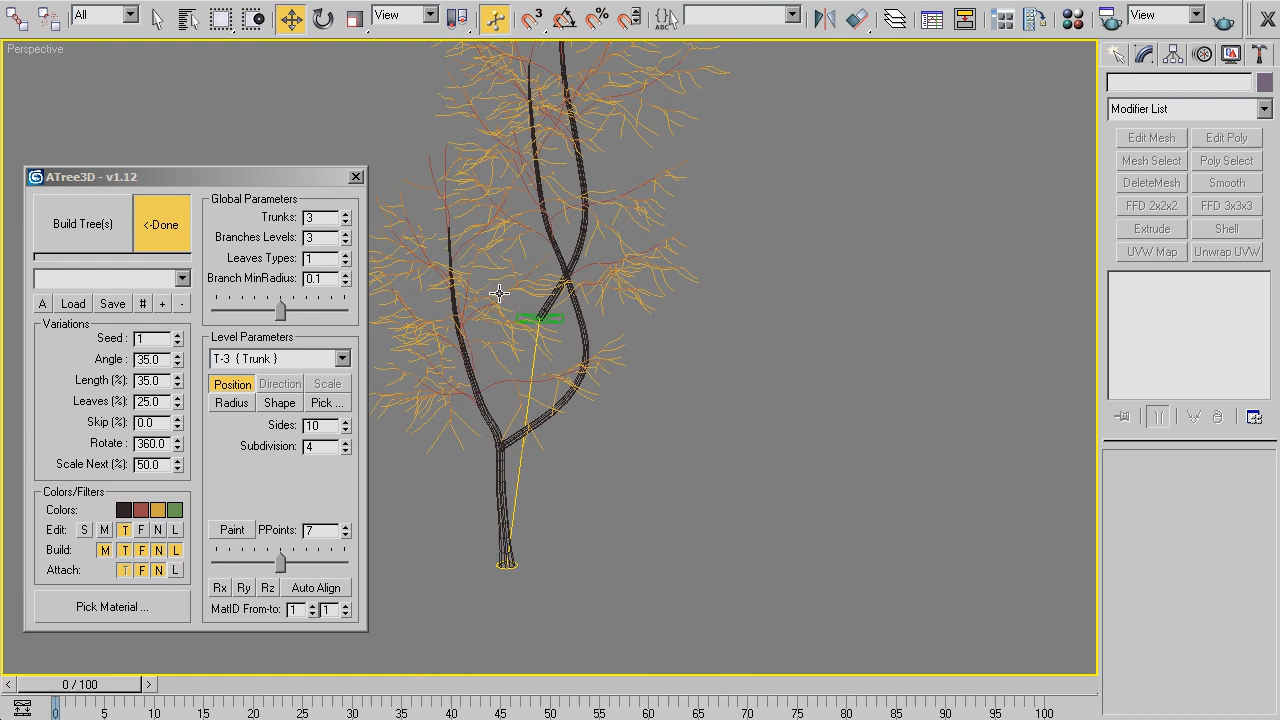 All
View
3
ABC
View
Perspective
ATree3D - v1.12
Build Tree(s)
<-Done
A Load Save # + -
Variations
Seed : 1
Angle : 35.0
Length (%): 35.0
Leaves (%): 25.0
Skip (%): 0.0
Rotate : 360.0
Scale Next (%): 50.0
Colors/Filters
Colors:
Edit: S M T F N L
Build: M T F N L
Attach: T F N L
Pick Material ...
Global Parameters
Trunks: 3
Branches Levels: 3
Leaves Types: 1
Branch MinRadius: 0.1
Level Parameters
T-3 { Trunk }
Position Direction Scale
Radius Shape Pick ...
Sides: 10
Subdivision: 4
Paint PPoints: 7
Rx Ry Rz Auto Align
MatID From-to: 1 1
Modifier List
Edit Mesh Edit Poly
Mesh Select Poly Select
DeleteMesh Smooth
FFD 2x2x2 FFD 3x3x3
Extrude Shell
UVW Map Unwrap UVW
< 0 / 100 >
0 5 10 15 20 25 30 35 40 45 50 55 60 65 70 75 80 85 90 95 100